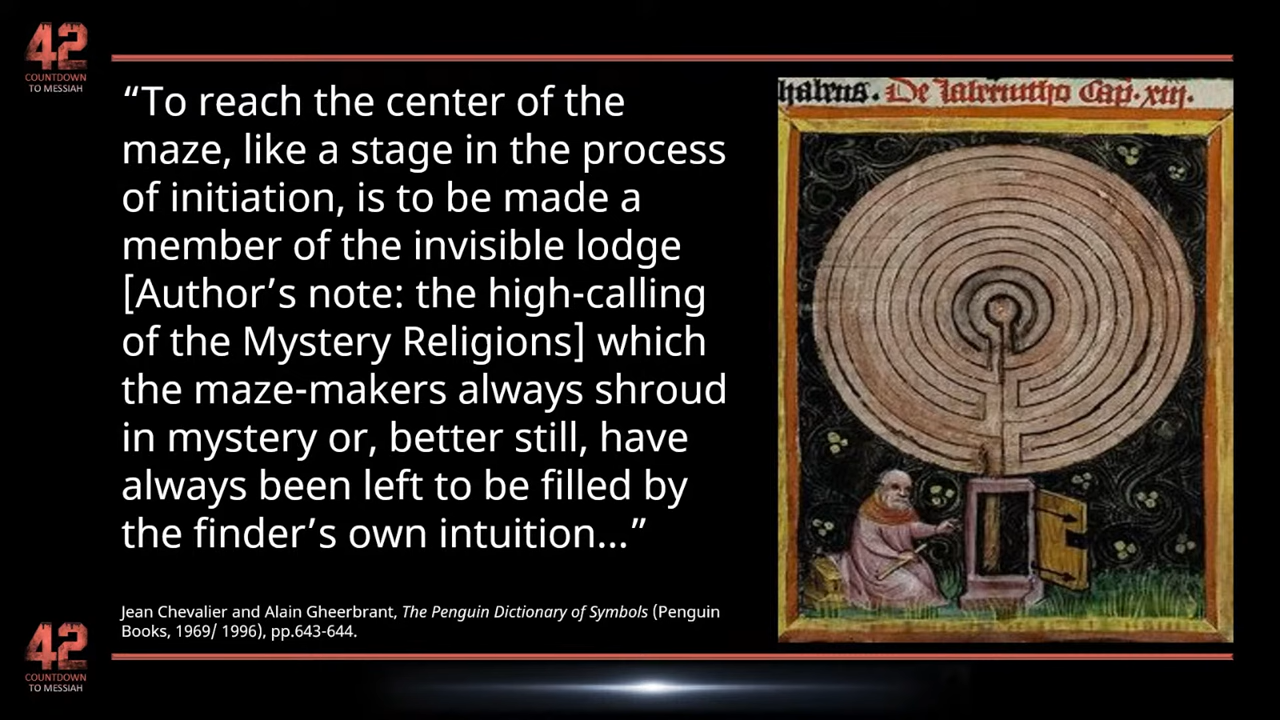 42
COUNTDOWN
TO MESSIAH
“To reach the center of the
maze, like a stage in the process
of initiation, is to be made a
member of the invisible lodge
[Author’s note: the high-calling
of the Mystery Religions] which
the maze-makers always shroud
in mystery or, better still, have
always been left to be filled by
the finder’s own intuition...”
Jean Chevalier and Alain Gheerbrant, The Penguin Dictionary of Symbols (Penguin
Books, 1969/ 1996), pp.643-644.
De Cap. xiii.
42
COUNTDOWN
TO MESSIAH